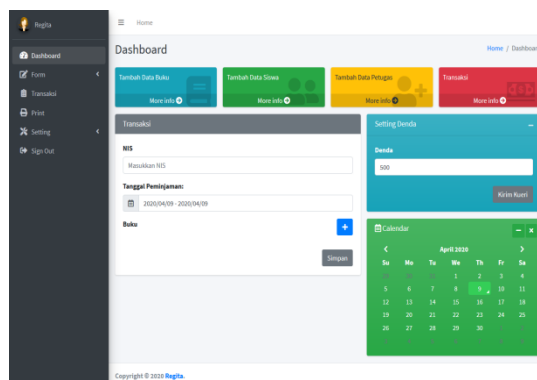 Regita
Home
Dashboard
Home / Dashboar
Dashboard
Form
Transaksi
Print
Setting
Sign Out
Tambah Data Buku
More info
Tambah Data Siswa
More info
Tambah Data Petugas
More info
Transaksi
More info
Transaksi
NIS
Masukkan NIS
Tanggal Peminjaman:
2020/04/09 - 2020/04/09
Buku
+
Simpan
Setting Denda
Denda
500
Kirim Kueri
Calendar
April 2020
Su Mo Tu We Th Fr Sa
1 2 3 4
5 6 7 8 9 10 11
12 13 14 15 16 17 18
19 20 21 22 23 24 25
26 27 28 29 30
Copyright © 2020 Regita.